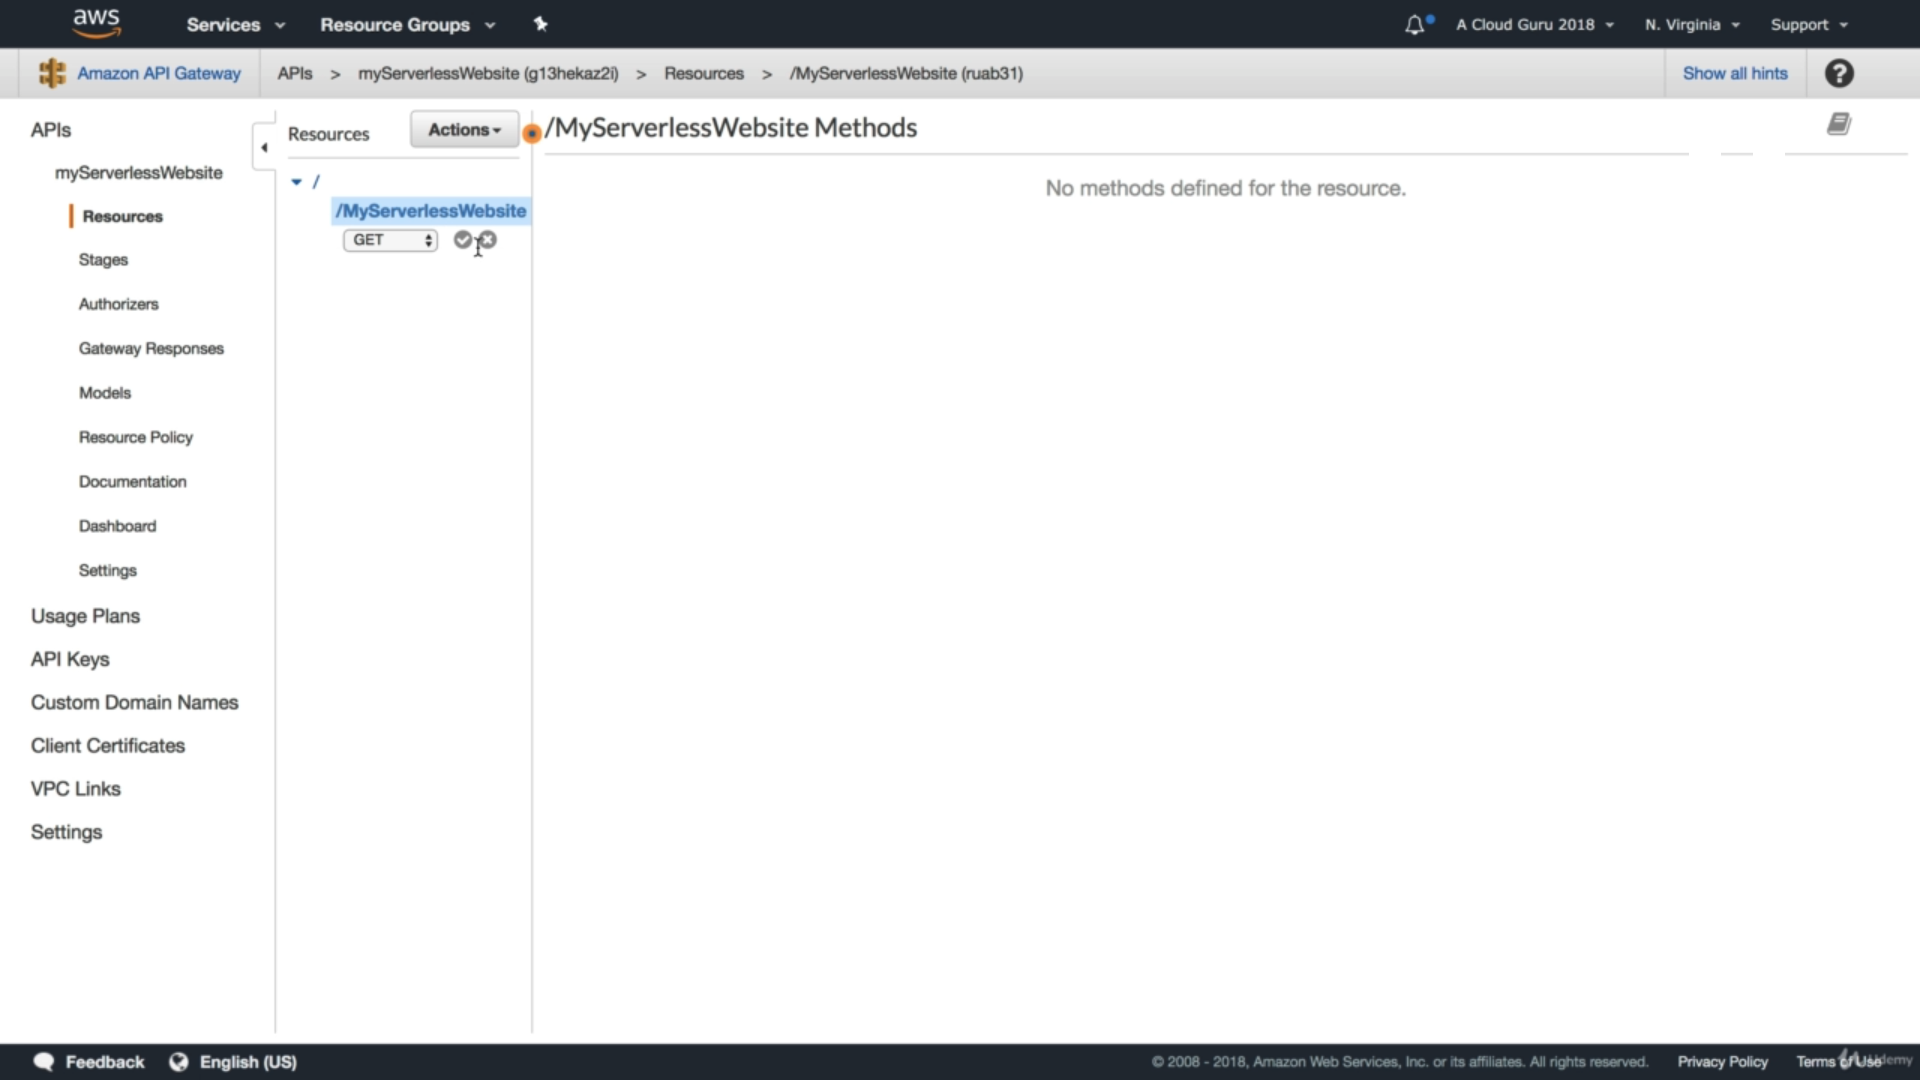 aws Services Resource Groups A Cloud Guru 2018 N. Virginia Support
Amazon API Gateway APIs > myServerlessWebsite (g13hekaz2i) > Resources > /MyServerlessWebsite (ruab31) Show all hints ?
APIs
myServerlessWebsite
Resources
Stages
Authorizers
Gateway Responses
Models
Resource Policy
Documentation
Dashboard
Settings
Usage Plans
API Keys
Custom Domain Names
Client Certificates
VPC Links
Settings
Resources Actions
/
/MyServerlessWebsite
GET
/MyServerlessWebsite Methods
No methods defined for the resource.
Feedback English (US) © 2008 - 2018, Amazon Web Services, Inc. or its affiliates. All rights reserved. Privacy Policy Terms of Use